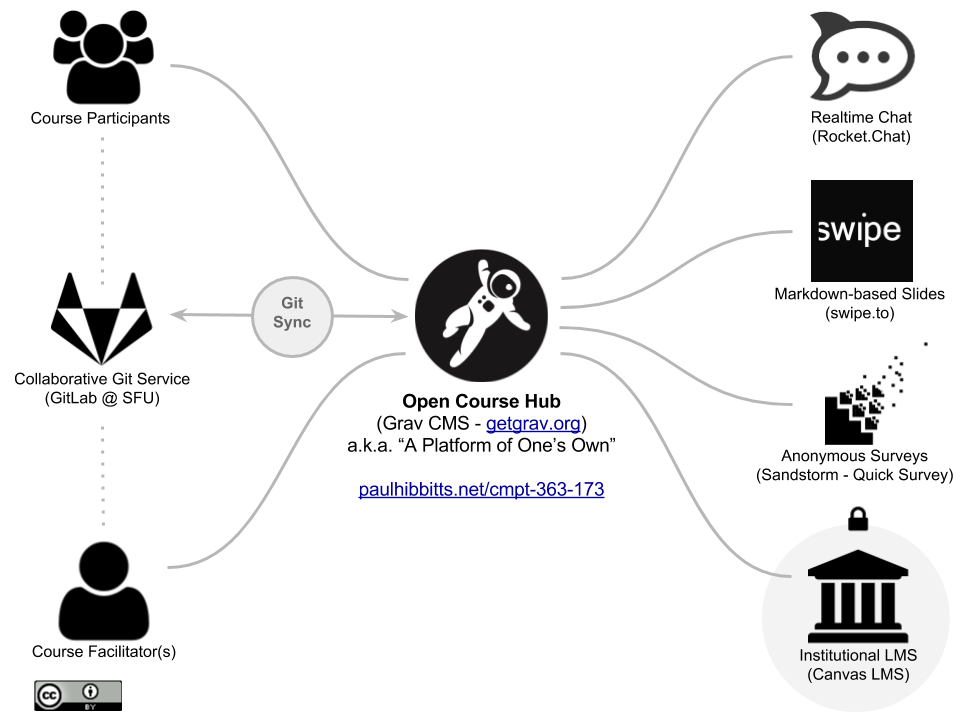 Course Participants
Realtime Chat
(Rocket.Chat)
swipe
Markdown-based Slides
(swipe.to)
Git
Sync
Collaborative Git Service
(GitLab @ SFU)
Open Course Hub
(Grav CMS - getgrav.org)
a.k.a. “A Platform of One’s Own”
paulhibbitts.net/cmpt-363-173
Anonymous Surveys
(Sandstorm - Quick Survey)
Course Facilitator(s)
Institutional LMS
(Canvas LMS)
cc
BY